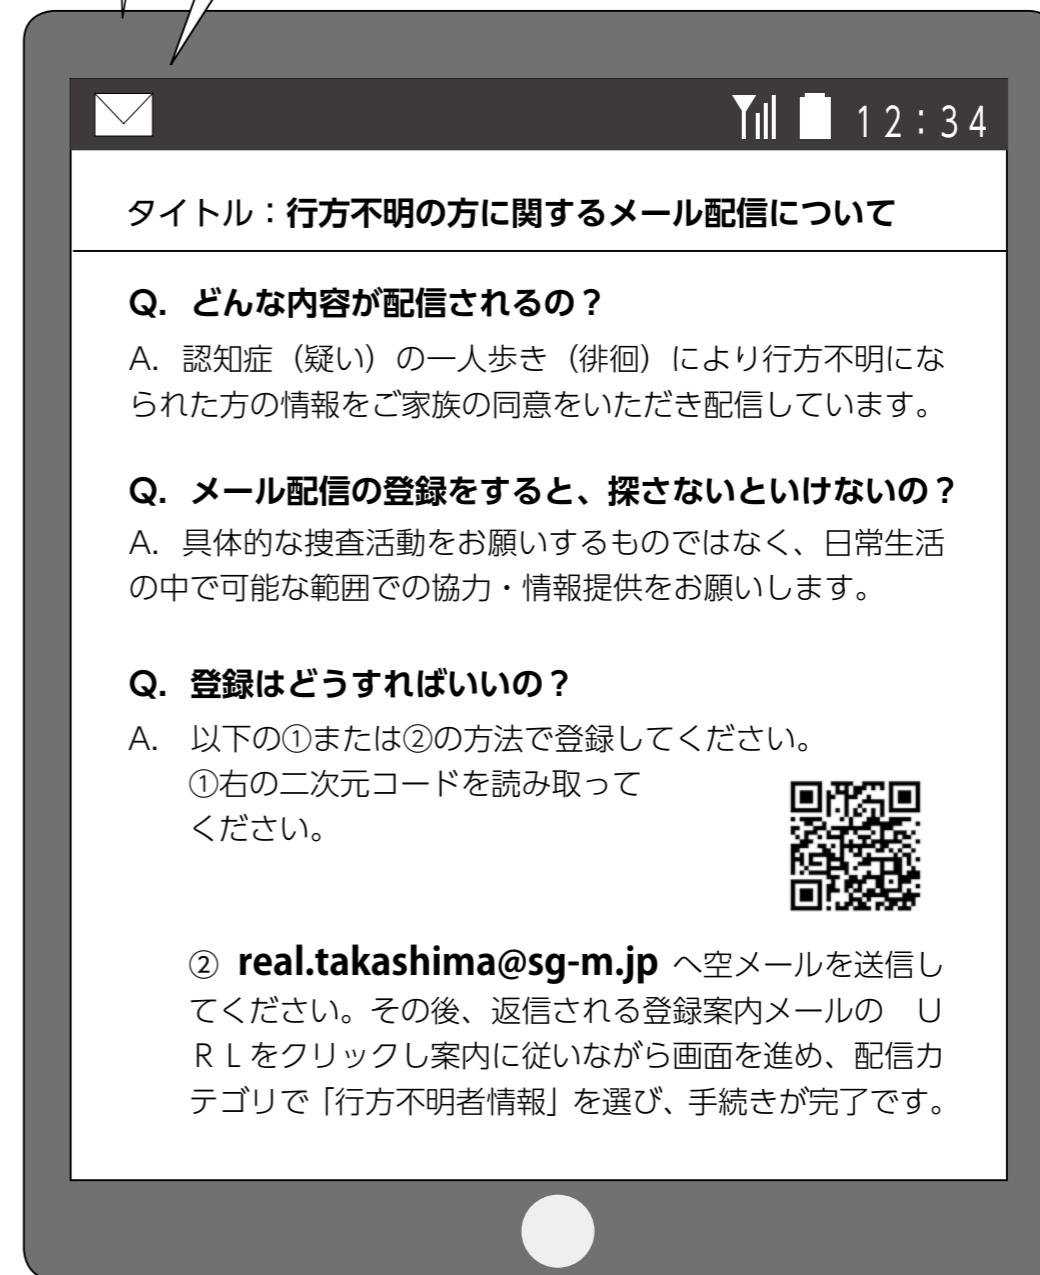 12:34
タイトル：行方不明の方に関するメール配信について
Q. どんな内容が配信されるの？
A. 認知症（疑い）の一人歩き（徘徊）により行方不明にな
られた方の情報をご家族の同意をいただき配信しています。
Q. メール配信の登録をすると、探さないといけないの？
A. 具体的な捜査活動をお願いするものではなく、日常生活
の中で可能な範囲での協力・情報提供をお願いします。
Q. 登録はどうすればいいの？
A. 以下の①または②の方法で登録してください。
①右の二次元コードを読み取って
ください。
② real.takashima@sg-m.jp へ空メールを送信し
てください。その後、返信される登録案内メールの　Ｕ
ＲＬをクリックし案内に従いながら画面を進め、配信カ
テゴリで「行方不明者情報」を選び、手続きが完了です。